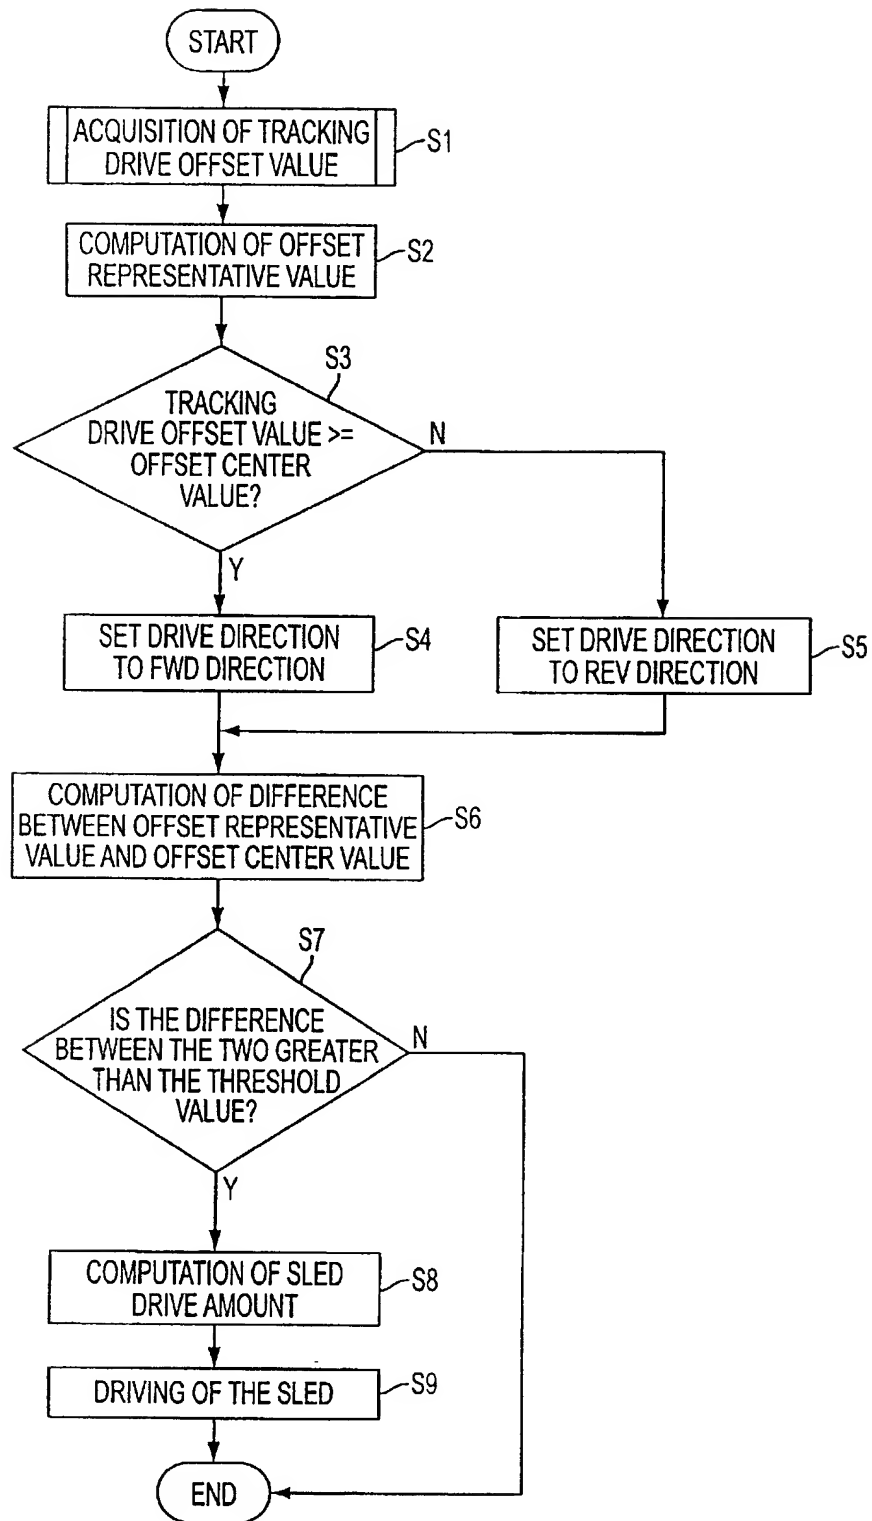 START
ACQUISITION OF TRACKING
DRIVE OFFSET VALUE
S1
COMPUTATION OF OFFSET
REPRESENTATIVE VALUE
S2
S3
TRACKING
DRIVE OFFSET VALUE >=
OFFSET CENTER
VALUE?
N
Y
SET DRIVE DIRECTION
TO FWD DIRECTION
S4
SET DRIVE DIRECTION
TO REV DIRECTION
S5
COMPUTATION OF DIFFERENCE
BETWEEN OFFSET REPRESENTATIVE
VALUE AND OFFSET CENTER VALUE
S6
S7
IS THE DIFFERENCE
BETWEEN THE TWO GREATER
THAN THE THRESHOLD
VALUE?
N
Y
COMPUTATION OF SLED
DRIVE AMOUNT
S8
DRIVING OF THE SLED
S9
END